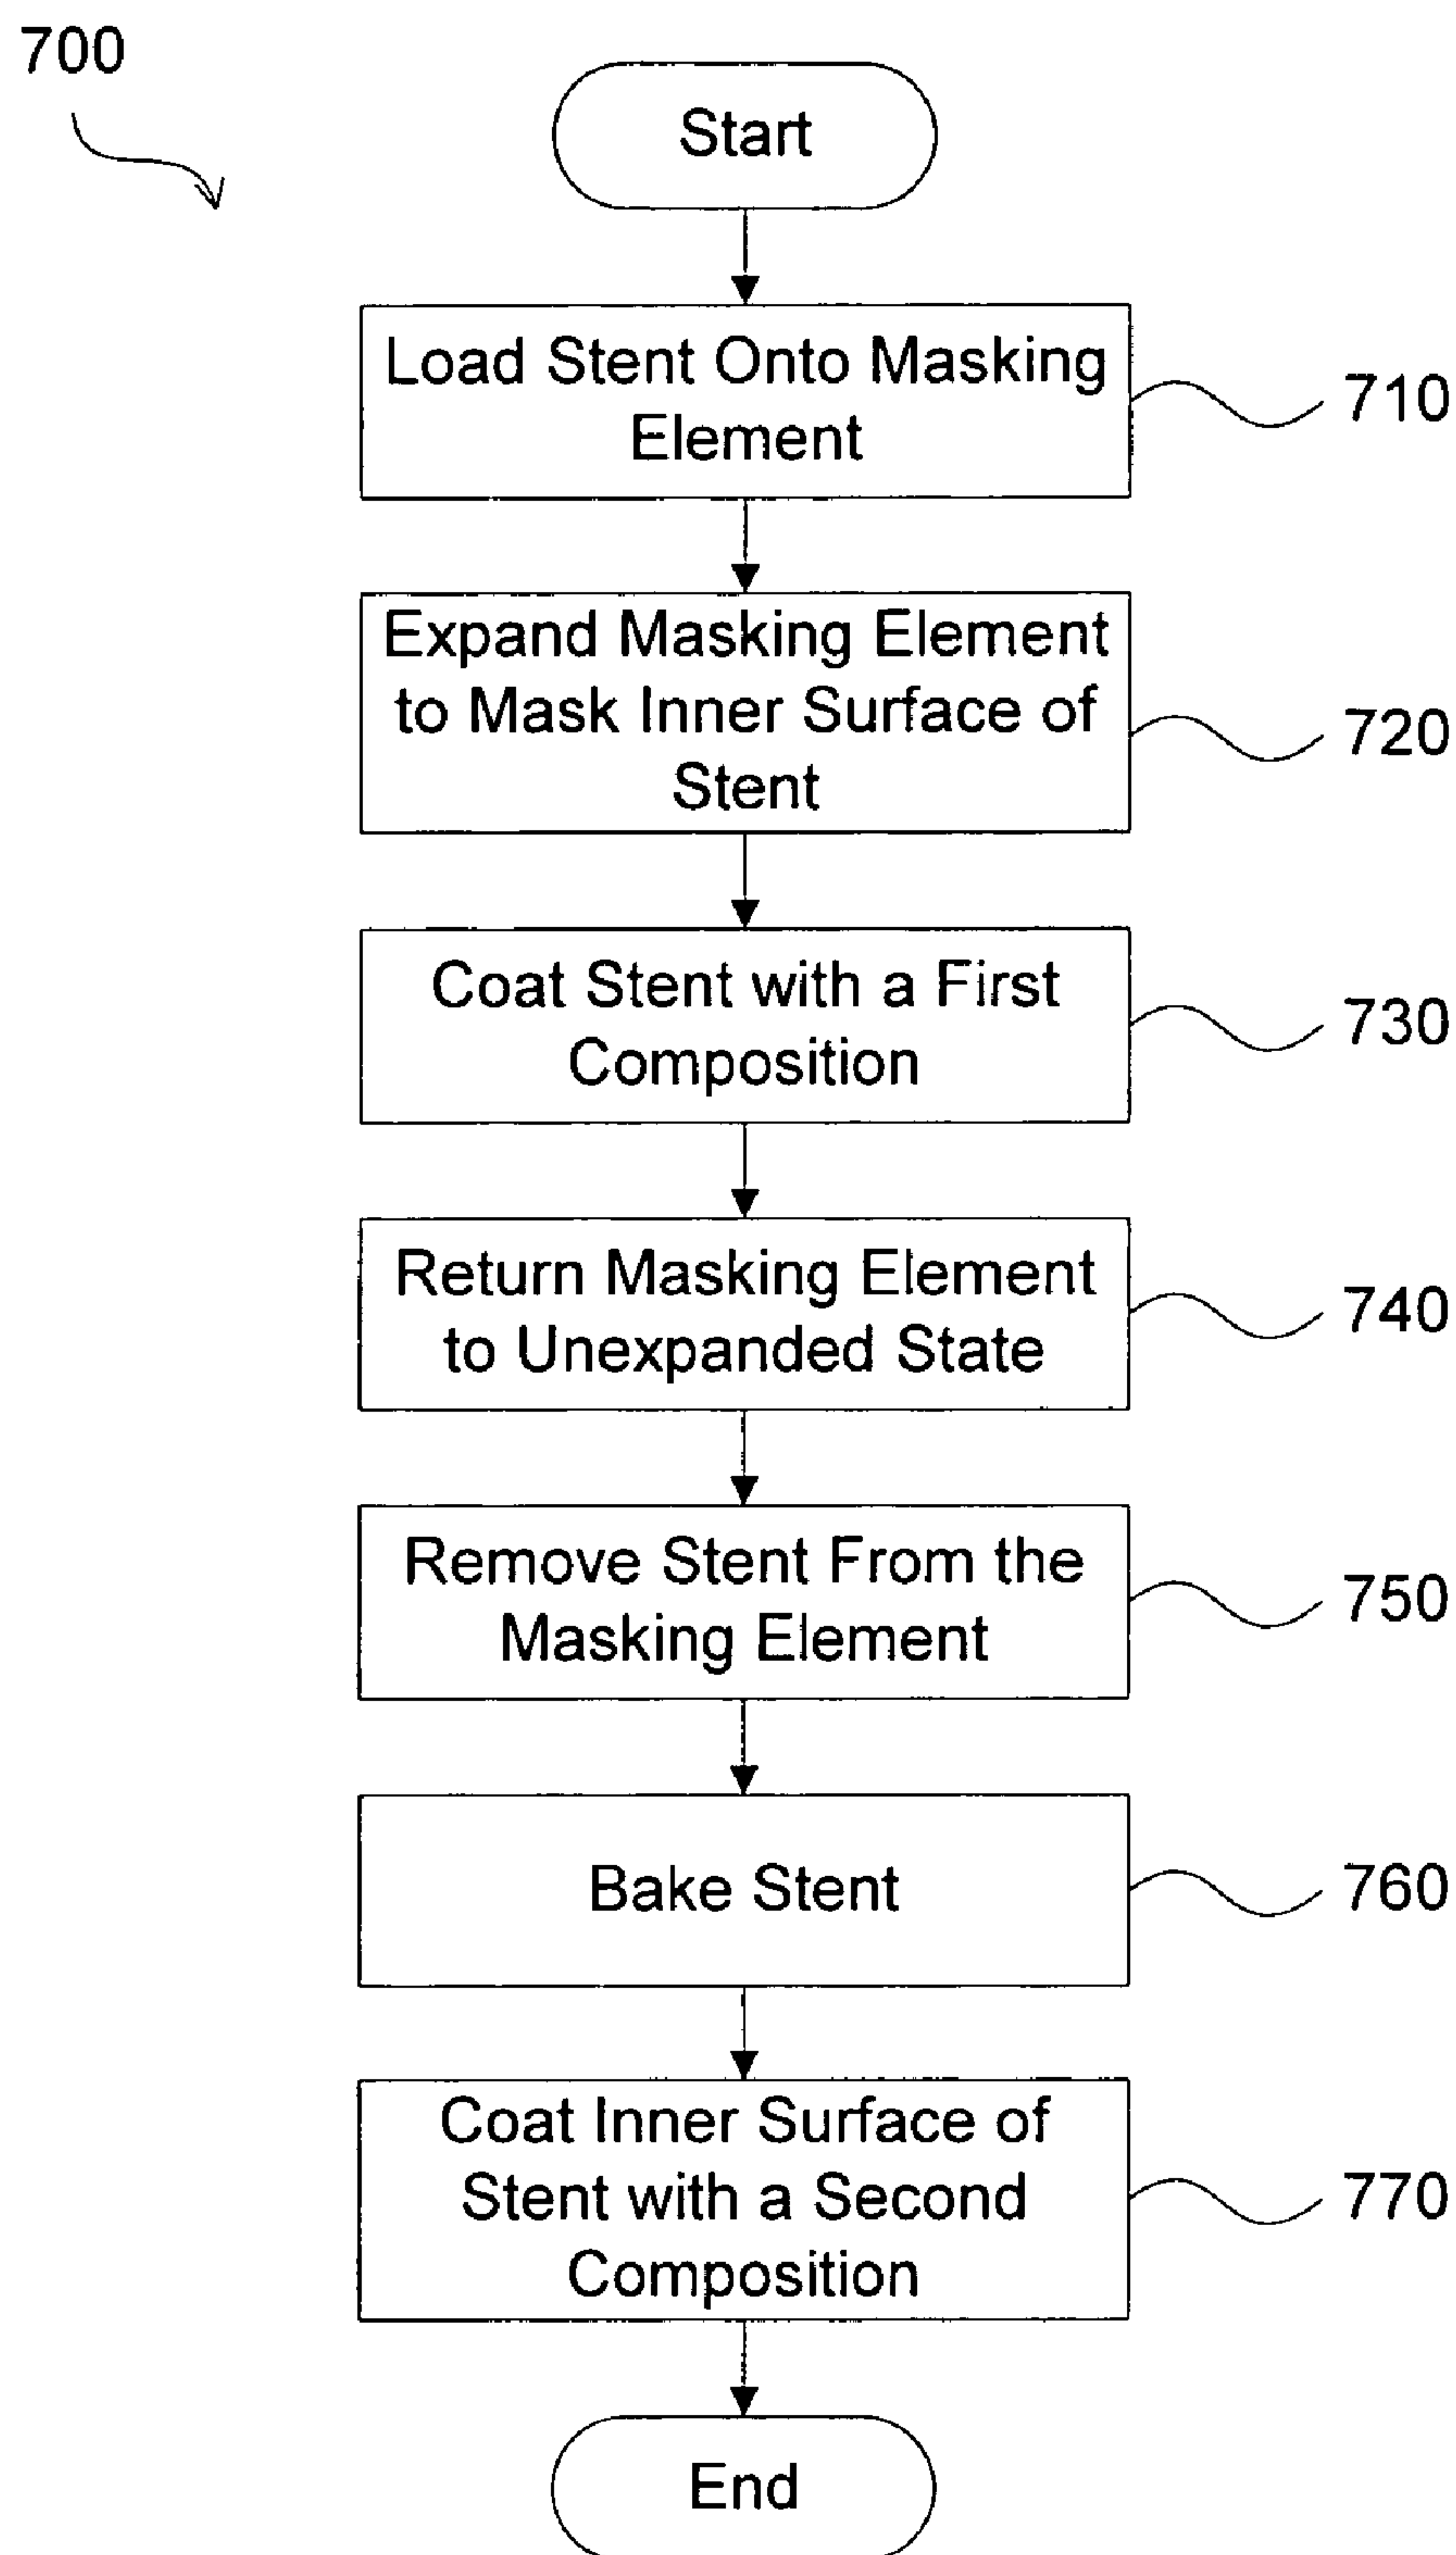 700
Start
Load Stent Onto Masking
Element
710
Expand Masking Element
to Mask Inner Surface of
Stent
720
Coat Stent with a First
Composition
730
Return Masking Element
to Unexpanded State
740
Remove Stent From the
Masking Element
750
Bake Stent
760
Coat Inner Surface of
Stent with a Second
Composition
770
End